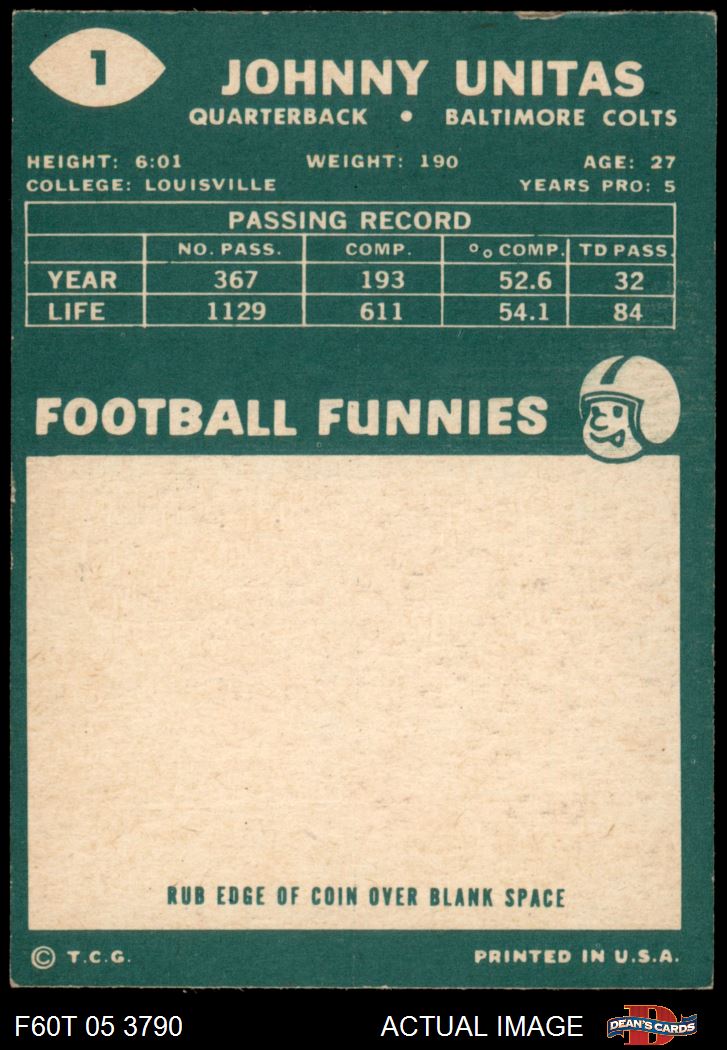 1
JOHNNY UNITAS
QUARTERBACK • BALTIMORE COLTS
HEIGHT: 6:01 WEIGHT: 190 AGE: 27
COLLEGE: LOUISVILLE YEARS PRO: 5
PASSING RECORD
NO. PASS. COMP. % COMP. TD PASS.
YEAR 367 193 52.6 32
LIFE 1129 611 54.1 84
FOOTBALL FUNNIES
RUB EDGE OF COIN OVER BLANK SPACE
© T.C.G. PRINTED IN U.S.A.
F60T 05 3790 ACTUAL IMAGE DEAN'S CARDS